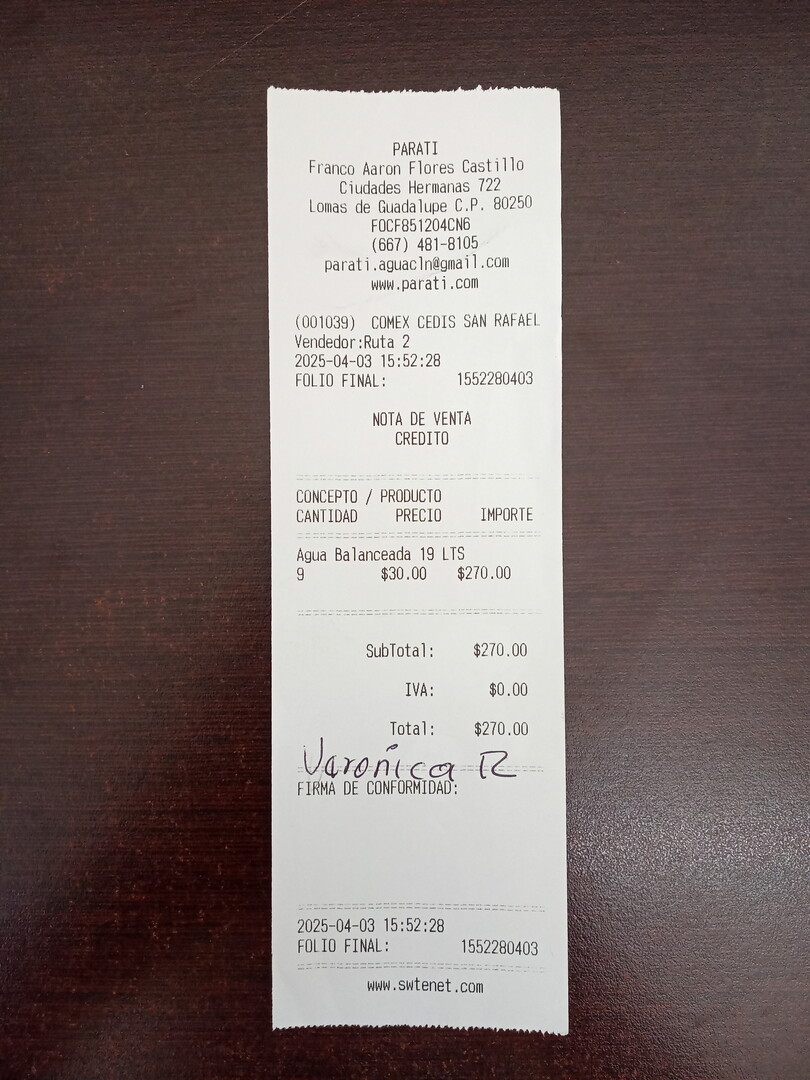 PARATI
Franco Aaron Flores Castillo
Ciudades Hermanas 722
Lomas de Guadalupe C.P. 80250
FOCF851204CN6
(667) 481-8105
parati.aguacln@gmail.com
www.parati.com
(001039) COMEX CEDIS SAN RAFAEL
Vendedor:Ruta 2
2025-04-03 15:52:28
FOLIO FINAL: 1552280403
NOTA DE VENTA
CREDITO
CONCEPTO / PRODUCTO
CANTIDAD PRECIO IMPORTE
Agua Balanceada 19 LTS
9 $30.00 $270.00
SubTotal: $270.00
IVA: $0.00
Total: $270.00
Varonica R
FIRMA DE CONFORMIDAD:
2025-04-03 15:52:28
FOLIO FINAL: 1552280403
www.swtenet.com